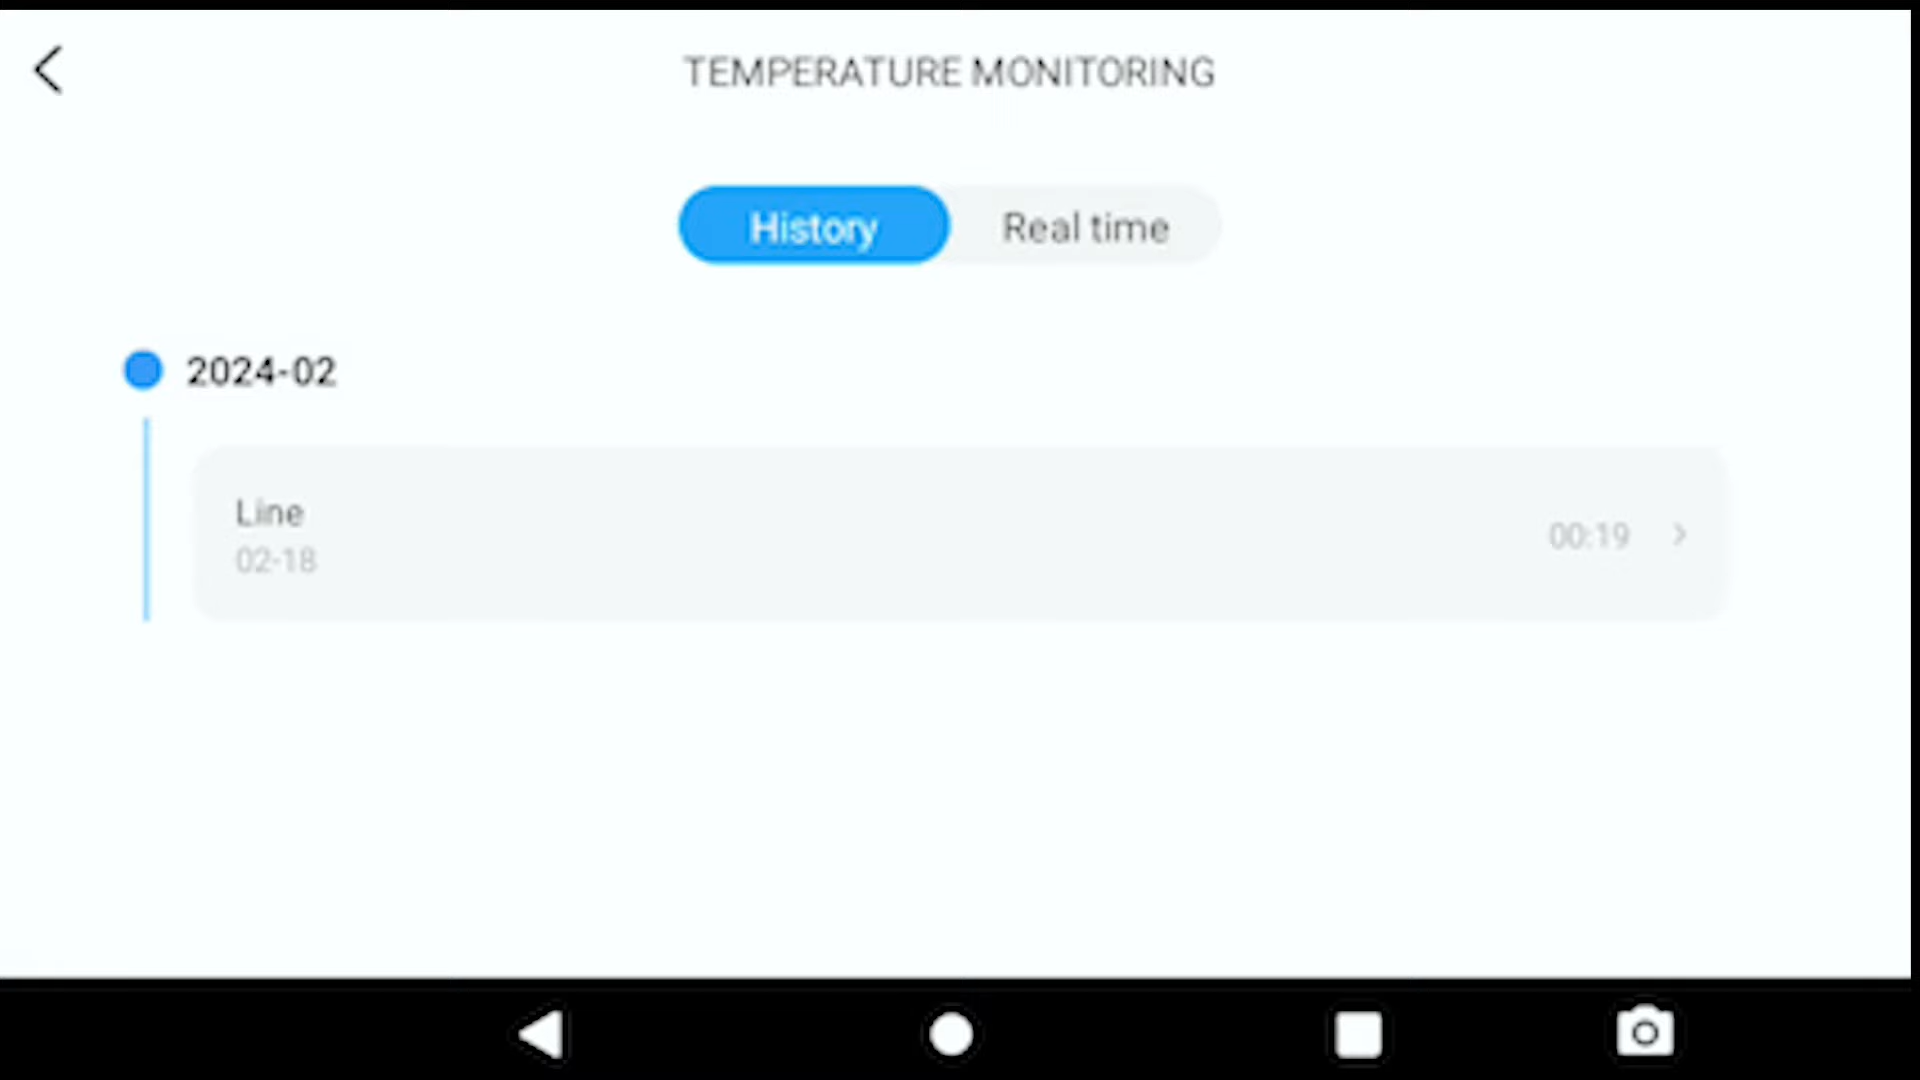 TEMPERATURE MONITORING
History
Real time
2024-02
Line
02-18
00:19